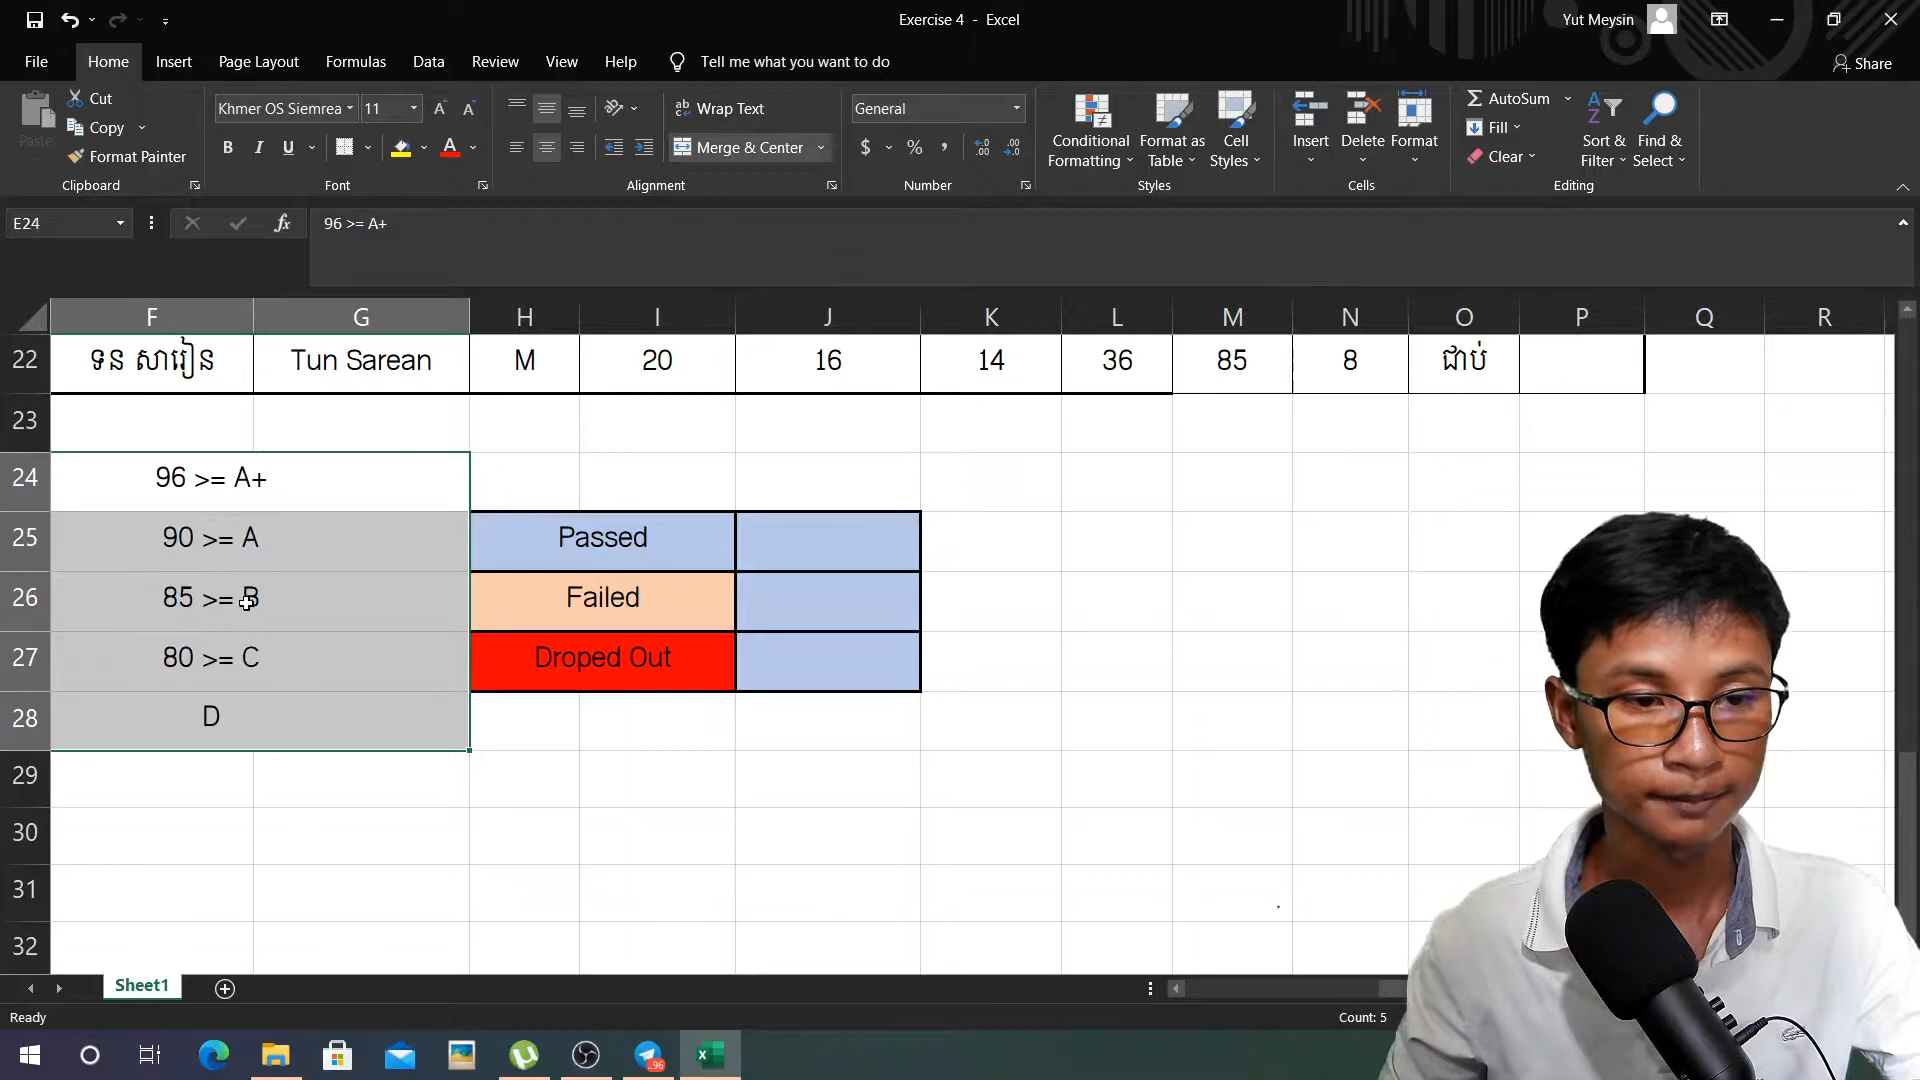 Exercise 4 - Excel
Yut Meysin
File Home Insert Page Layout Formulas Data Review View Help Tell me what you want to do
Share
Paste
Cut
Copy
Format Painter
Clipboard
Khmer OS Siemrea 11
B I U
Font
Wrap Text
Merge & Center
Alignment
General
Number
Conditional Formatting
Format as Table
Cell Styles
Styles
Insert
Delete
Format
Cells
AutoSum
Fill
Clear
Sort & Filter
Find & Select
Editing
E24
96 >= A+
F G H I J K L M N O P Q R
22 ទន សារៀន Tun Sarean M 20 16 14 36 85 8 ជាប់
23
24 96 >= A+
25 90 >= A Passed
26 85 >= B Failed
27 80 >= C Droped Out
28 D
29
30
31
32
Sheet1
Ready
Count: 5
96